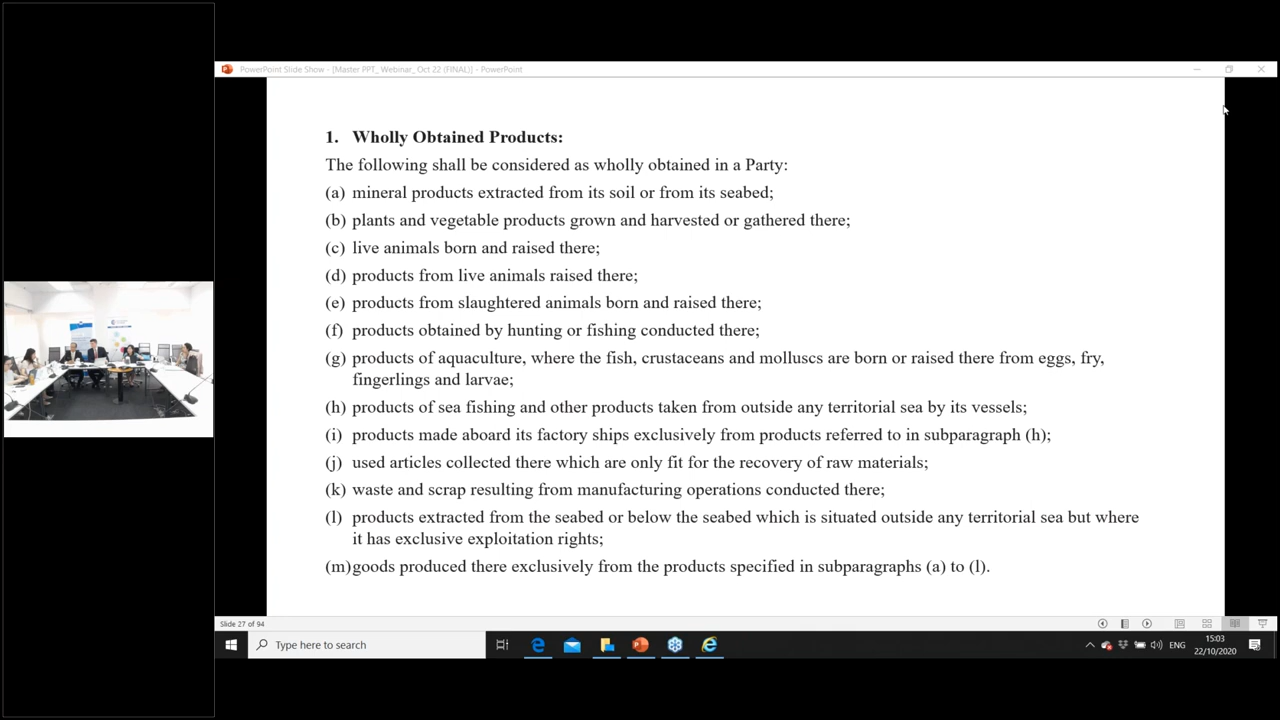 PowerPoint Slide Show - [Master PPT_ Webinar_ Oct 22 (FINAL)] - PowerPoint
1. Wholly Obtained Products:
The following shall be considered as wholly obtained in a Party:
(a) mineral products extracted from its soil or from its seabed;
(b) plants and vegetable products grown and harvested or gathered there;
(c) live animals born and raised there;
(d) products from live animals raised there;
(e) products from slaughtered animals born and raised there;
(f) products obtained by hunting or fishing conducted there;
(g) products of aquaculture, where the fish, crustaceans and molluscs are born or raised there from eggs, fry,
fingerlings and larvae;
(h) products of sea fishing and other products taken from outside any territorial sea by its vessels;
(i) products made aboard its factory ships exclusively from products referred to in subparagraph (h);
(j) used articles collected there which are only fit for the recovery of raw materials;
(k) waste and scrap resulting from manufacturing operations conducted there;
(l) products extracted from the seabed or below the seabed which is situated outside any territorial sea but where
it has exclusive exploitation rights;
(m)goods produced there exclusively from the products specified in subparagraphs (a) to (l).
Slide 27 of 94
Type here to search
ENG
15:03
22/10/2020